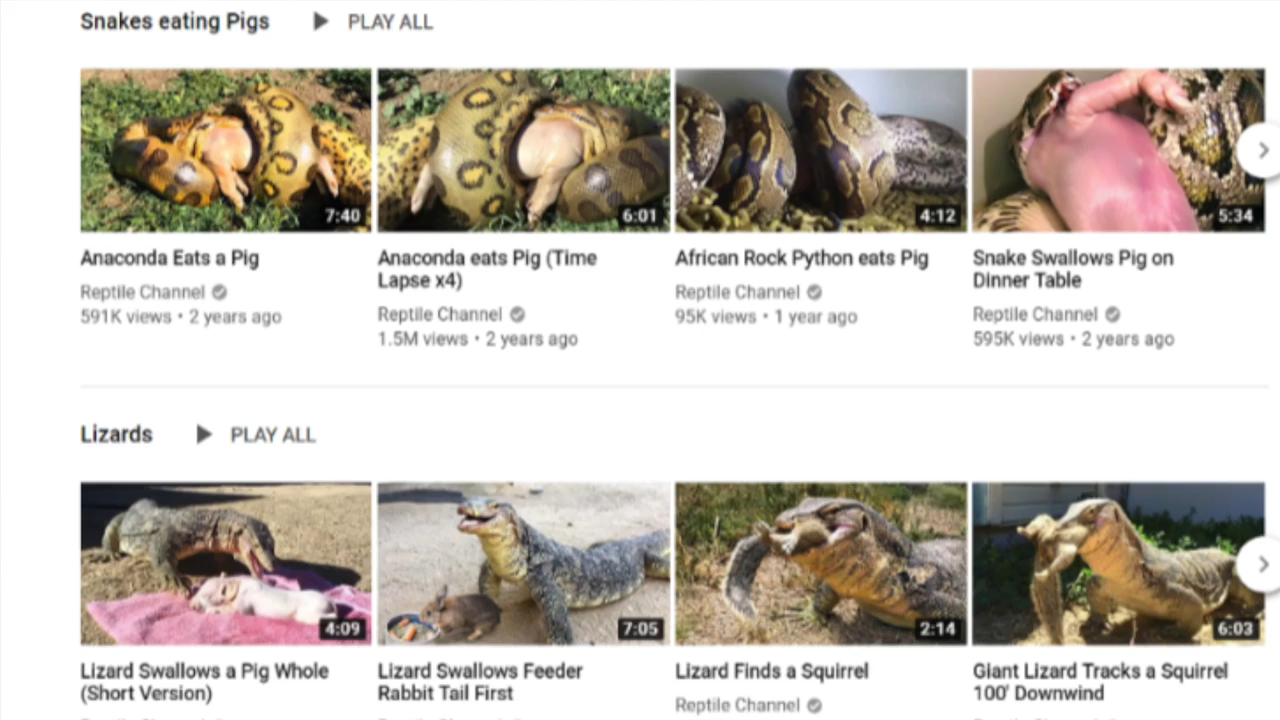 Snakes eating Pigs PLAY ALL
7:40
6:01
4:12
5:34
Anaconda Eats a Pig
Reptile Channel
591K views • 2 years ago
Anaconda eats Pig (Time
Lapse x4)
Reptile Channel
1.5M views • 2 years ago
African Rock Python eats Pig
Reptile Channel
95K views • 1 year ago
Snake Swallows Pig on
Dinner Table
Reptile Channel
595K views • 2 years ago
Lizards PLAY ALL
4:09
7:05
2:14
6:03
Lizard Swallows a Pig Whole
(Short Version)
Lizard Swallows Feeder
Rabbit Tail First
Lizard Finds a Squirrel
Reptile Channel
Giant Lizard Tracks a Squirrel
100' Downwind